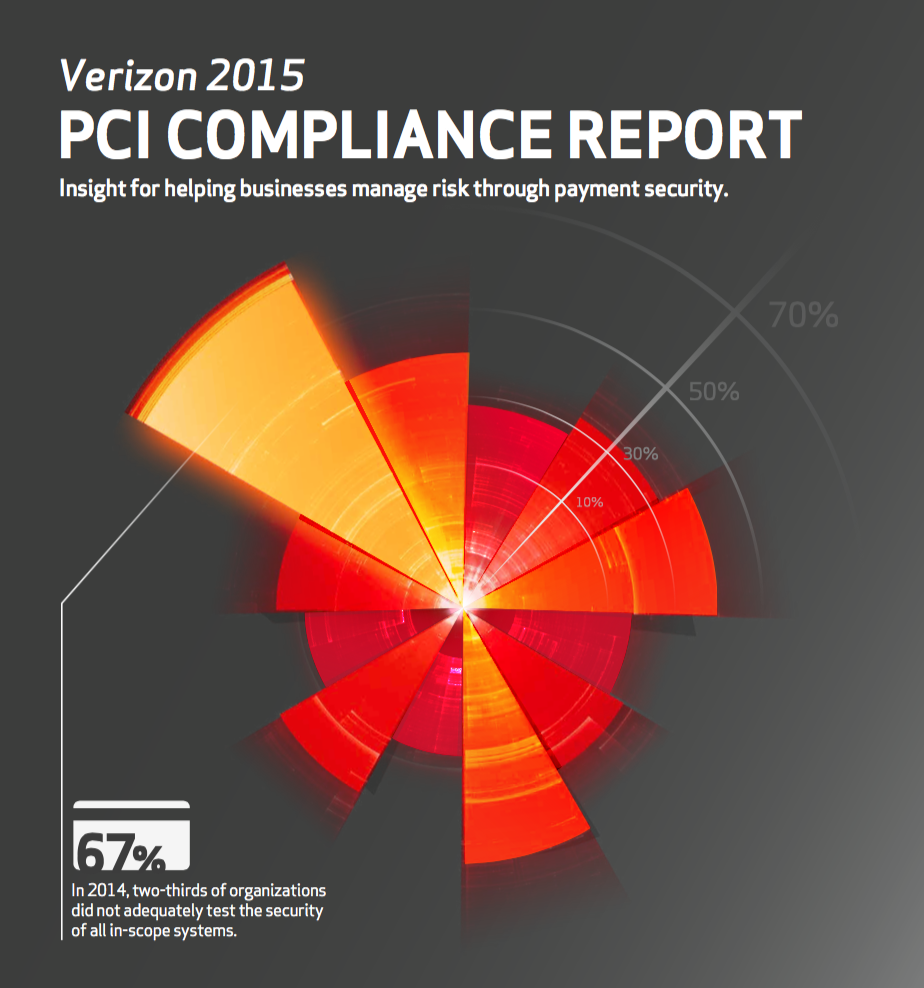 Verizon 2015
PCI COMPLIANCE REPORT
Insight for helping businesses manage risk through payment security.
70%
50%
30%
10%
67%
In 2014, two-thirds of organizations
did not adequately test the security
of all in-scope systems.